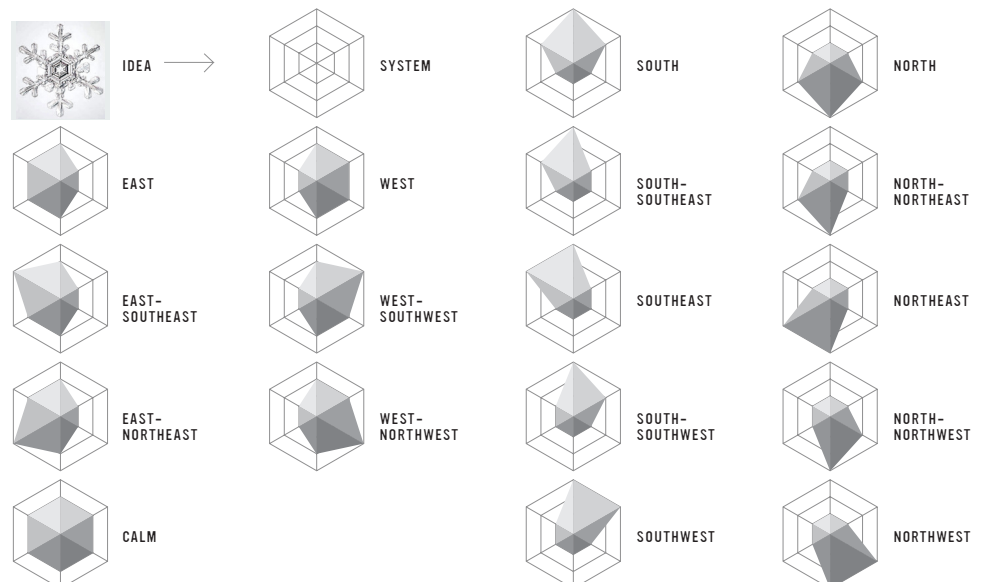 IDEA
SYSTEM
SOUTH
NORTH
EAST
WEST
SOUTH-
SOUTHEAST
NORTH-
NORTHEAST
EAST-
SOUTHEAST
WEST-
SOUTHWEST
SOUTHEAST
NORTHEAST
EAST-
NORTHEAST
WEST-
NORTHWEST
SOUTH-
SOUTHWEST
NORTH-
NORTHWEST
CALM
SOUTHWEST
NORTHWEST